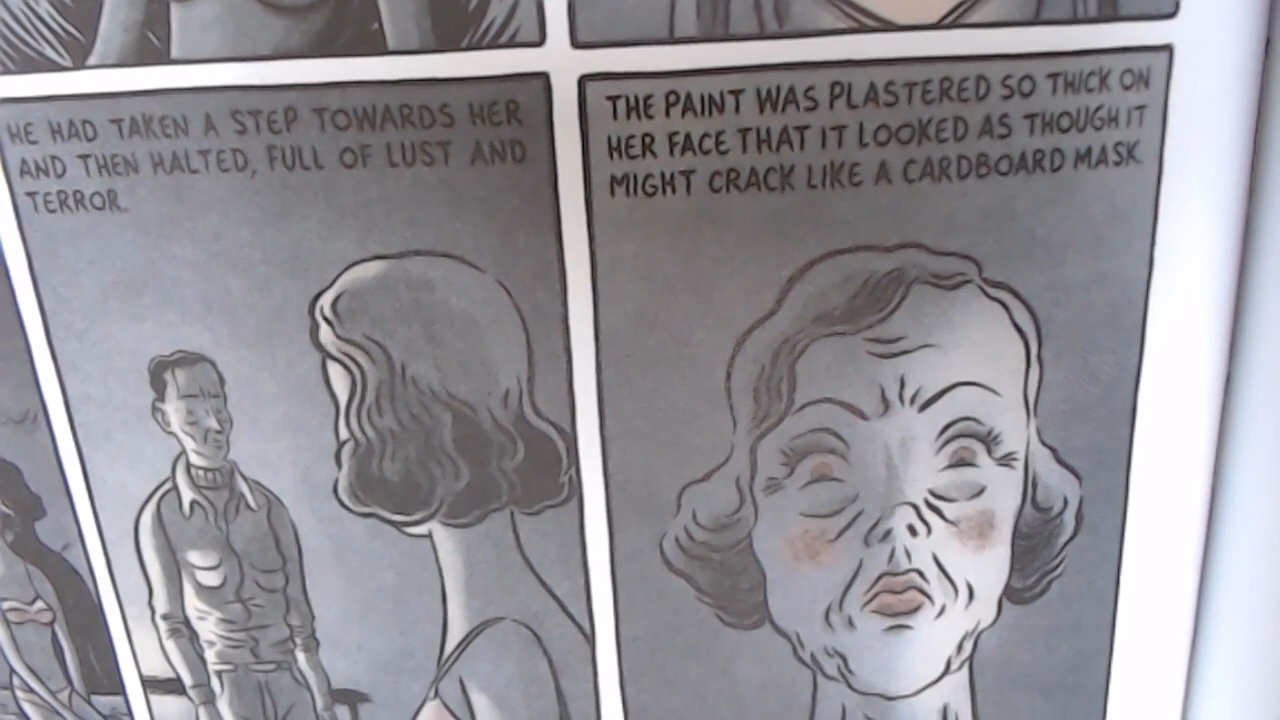 HE HAD TAKEN A STEP TOWARDS HER
AND THEN HALTED, FULL OF LUST AND
TERROR.
THE PAINT WAS PLASTERED SO THICK ON
HER FACE THAT IT LOOKED AS THOUGH IT
MIGHT CRACK LIKE A CARDBOARD MASK.